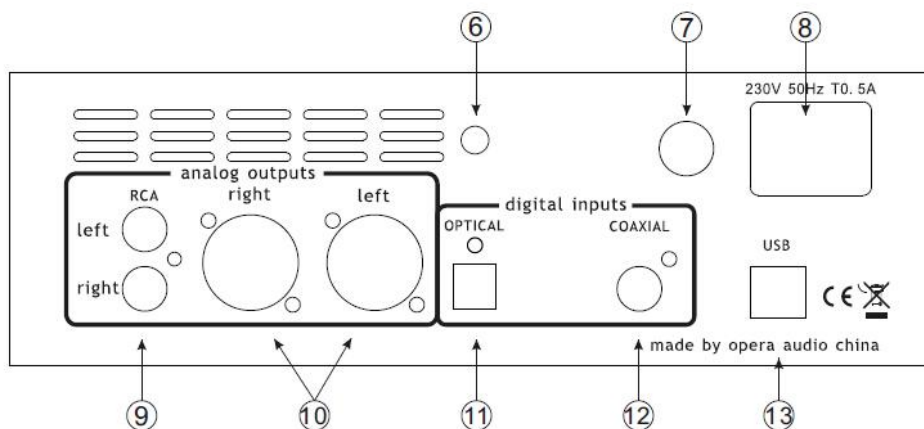 ⑥ ⑦ ⑧
230V 50Hz T0.5A
analog outputs
RCA right left
left
right
digital inputs
OPTICAL COAXIAL
USB
CE
made by opera audio china
⑨ ⑩ ⑪ ⑫ ⑬